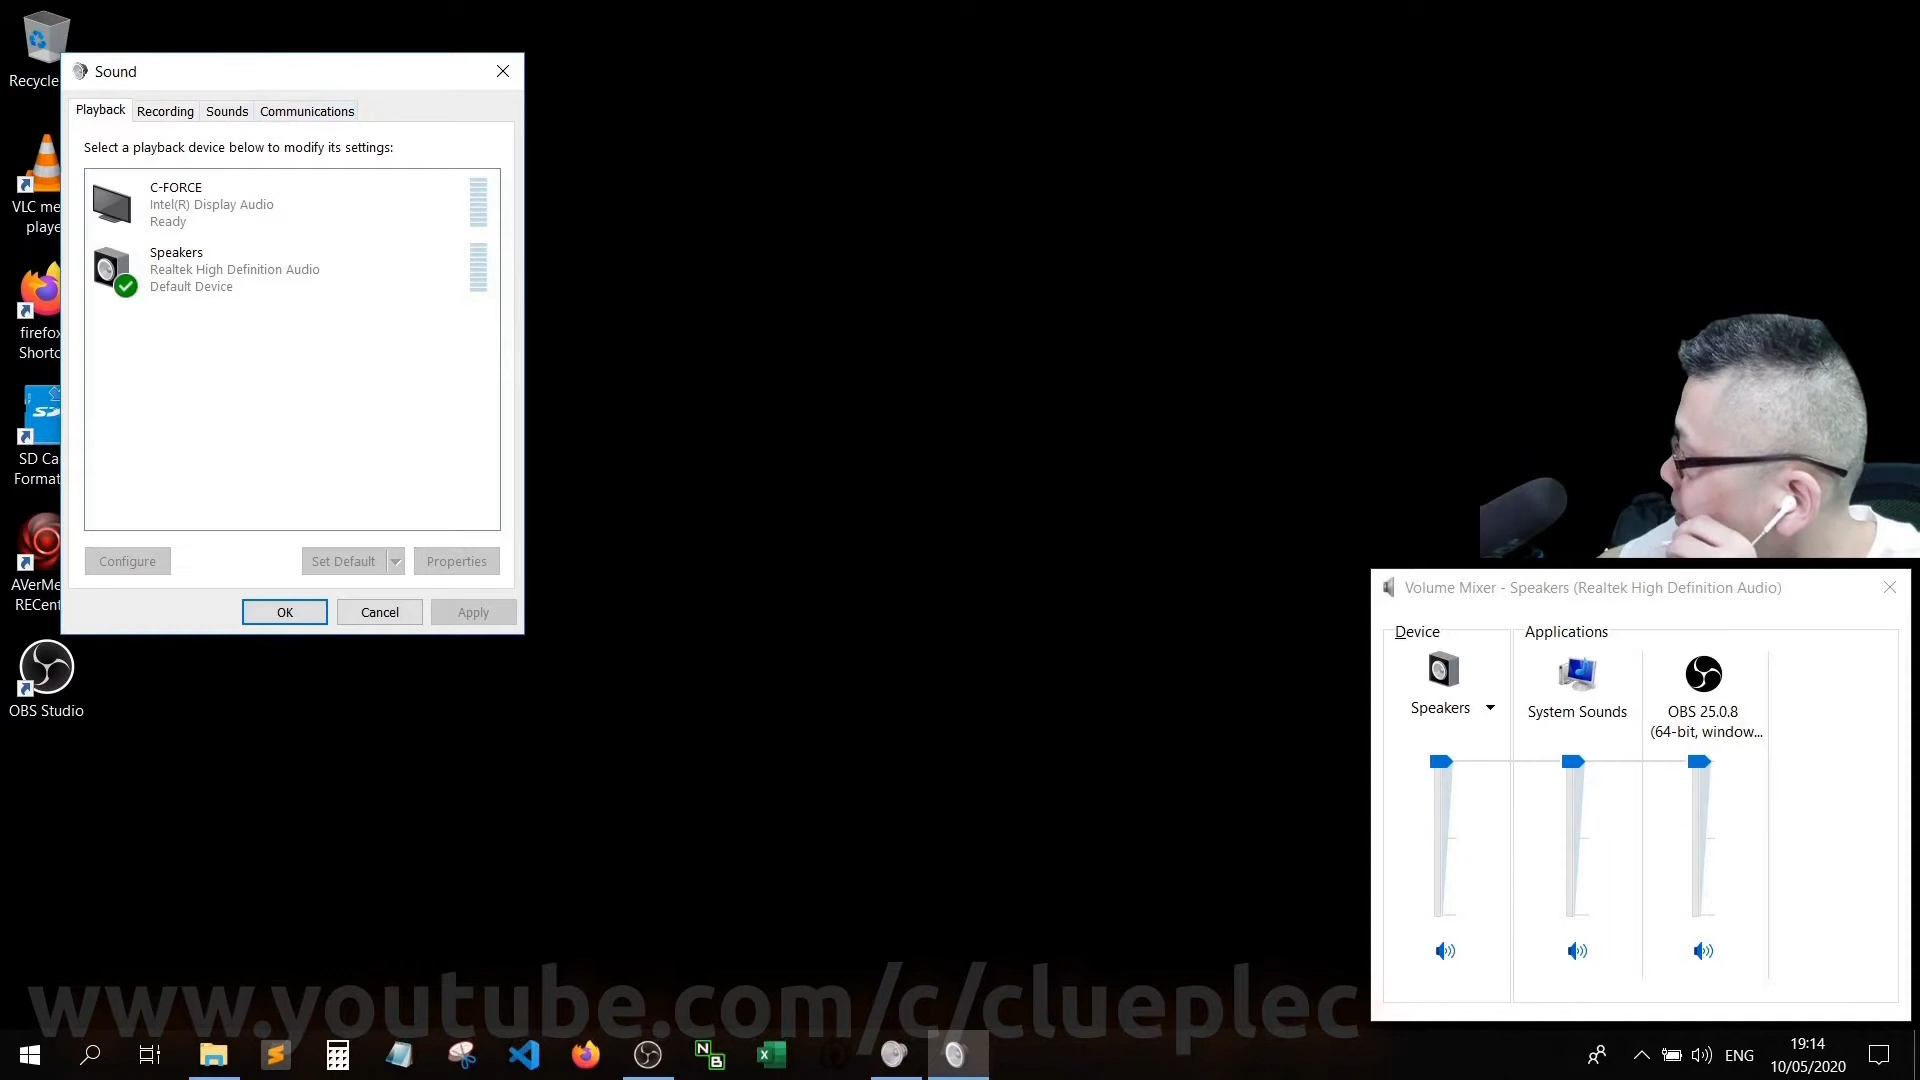 Recycle
VLC me
playe
firefox
Shortc
SD Ca
Format
AVerMe
RECent
OBS Studio
Sound
Playback
Recording
Sounds
Communications
Select a playback device below to modify its settings:
C-FORCE
Intel(R) Display Audio
Ready
Speakers
Realtek High Definition Audio
Default Device
Configure
Set Default
Properties
OK
Cancel
Apply
Volume Mixer - Speakers (Realtek High Definition Audio)
Device
Applications
Speakers
System Sounds
OBS 25.0.8
(64-bit, window...
www.youtube.com/c/clueplec
N
B
ENG
19:14
10/05/2020